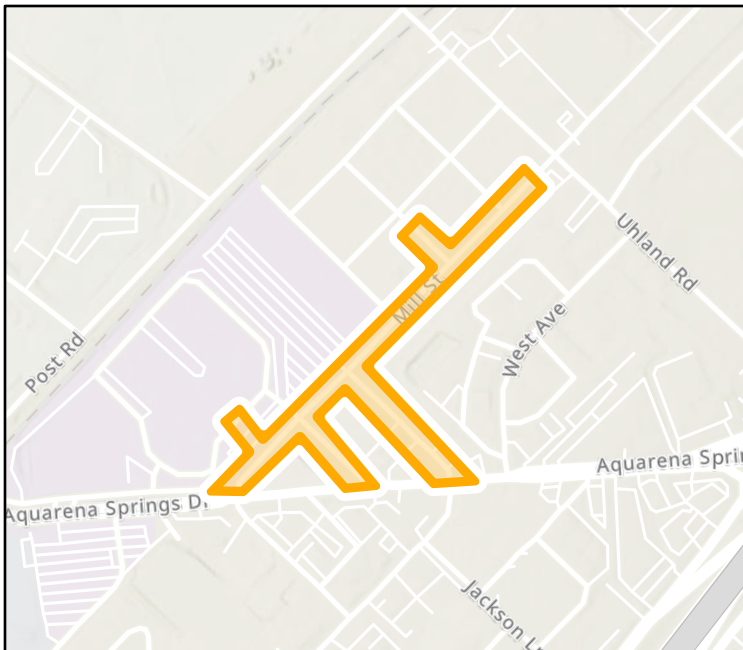 Uhland Rd
Mill St
West Ave
Post Rd
Aquarena Sprin
Aquarena Springs D
Jackson L